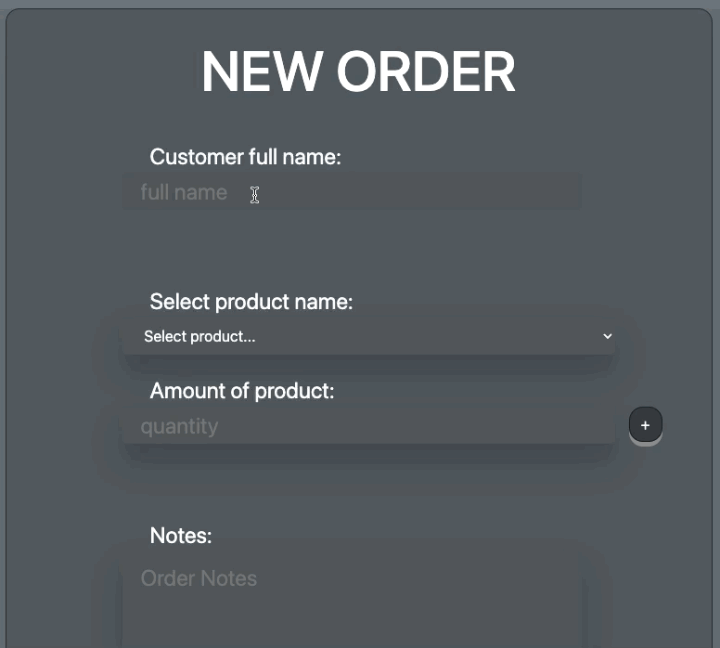 NEW ORDER
Customer full name:
full name
Select product name:
Select product...
Amount of product:
quantity
+
Notes:
Order Notes